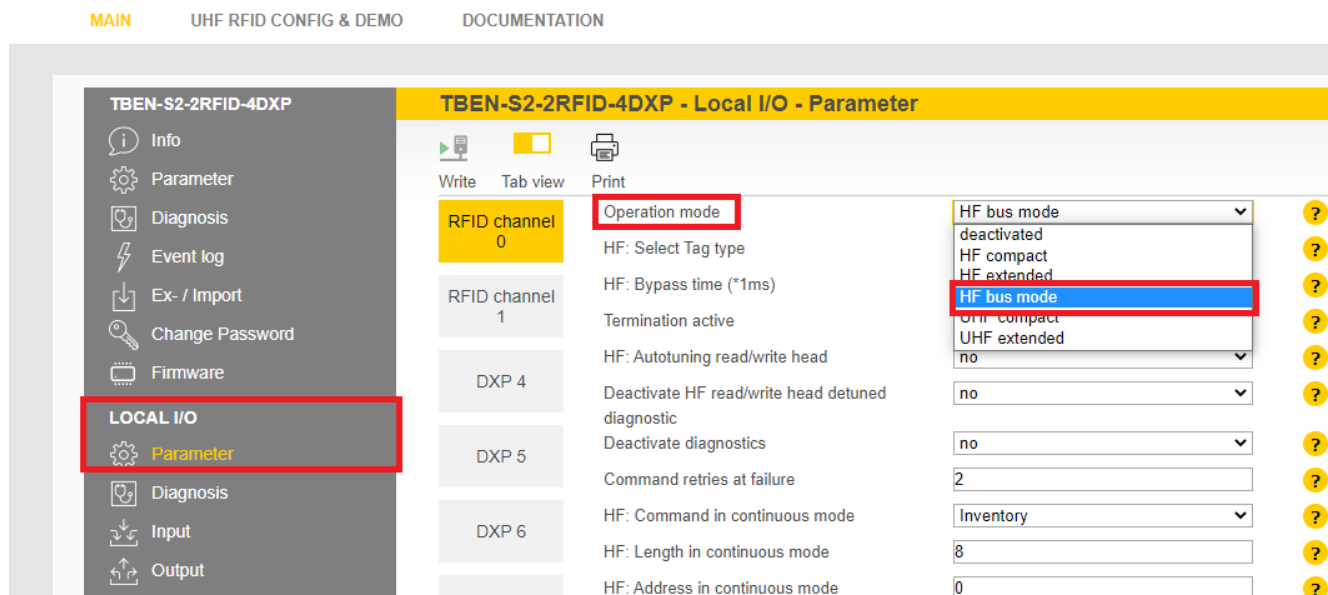 MAIN UHF RFID CONFIG & DEMO DOCUMENTATION
TBEN-S2-2RFID-4DXP
Info
Parameter
Diagnosis
Event log
Ex- / Import
Change Password
Firmware
LOCAL I/O
Parameter
Diagnosis
Input
Output
TBEN-S2-2RFID-4DXP - Local I/O - Parameter
Write Tab view Print
RFID channel
0
RFID channel
1
DXP 4
DXP 5
DXP 6
Operation mode HF bus mode ?
deactivated
HF: Select Tag type ?
HF compact
HF extended
HF: Bypass time (*1ms) ?
HF bus mode
Termination active ?
UHF compact
UHF extended
HF: Autotuning read/write head no ?
Deactivate HF read/write head detuned no ?
diagnostic
Deactivate diagnostics no ?
Command retries at failure 2 ?
HF: Command in continuous mode Inventory ?
HF: Length in continuous mode 8 ?
HF: Address in continuous mode 0 ?